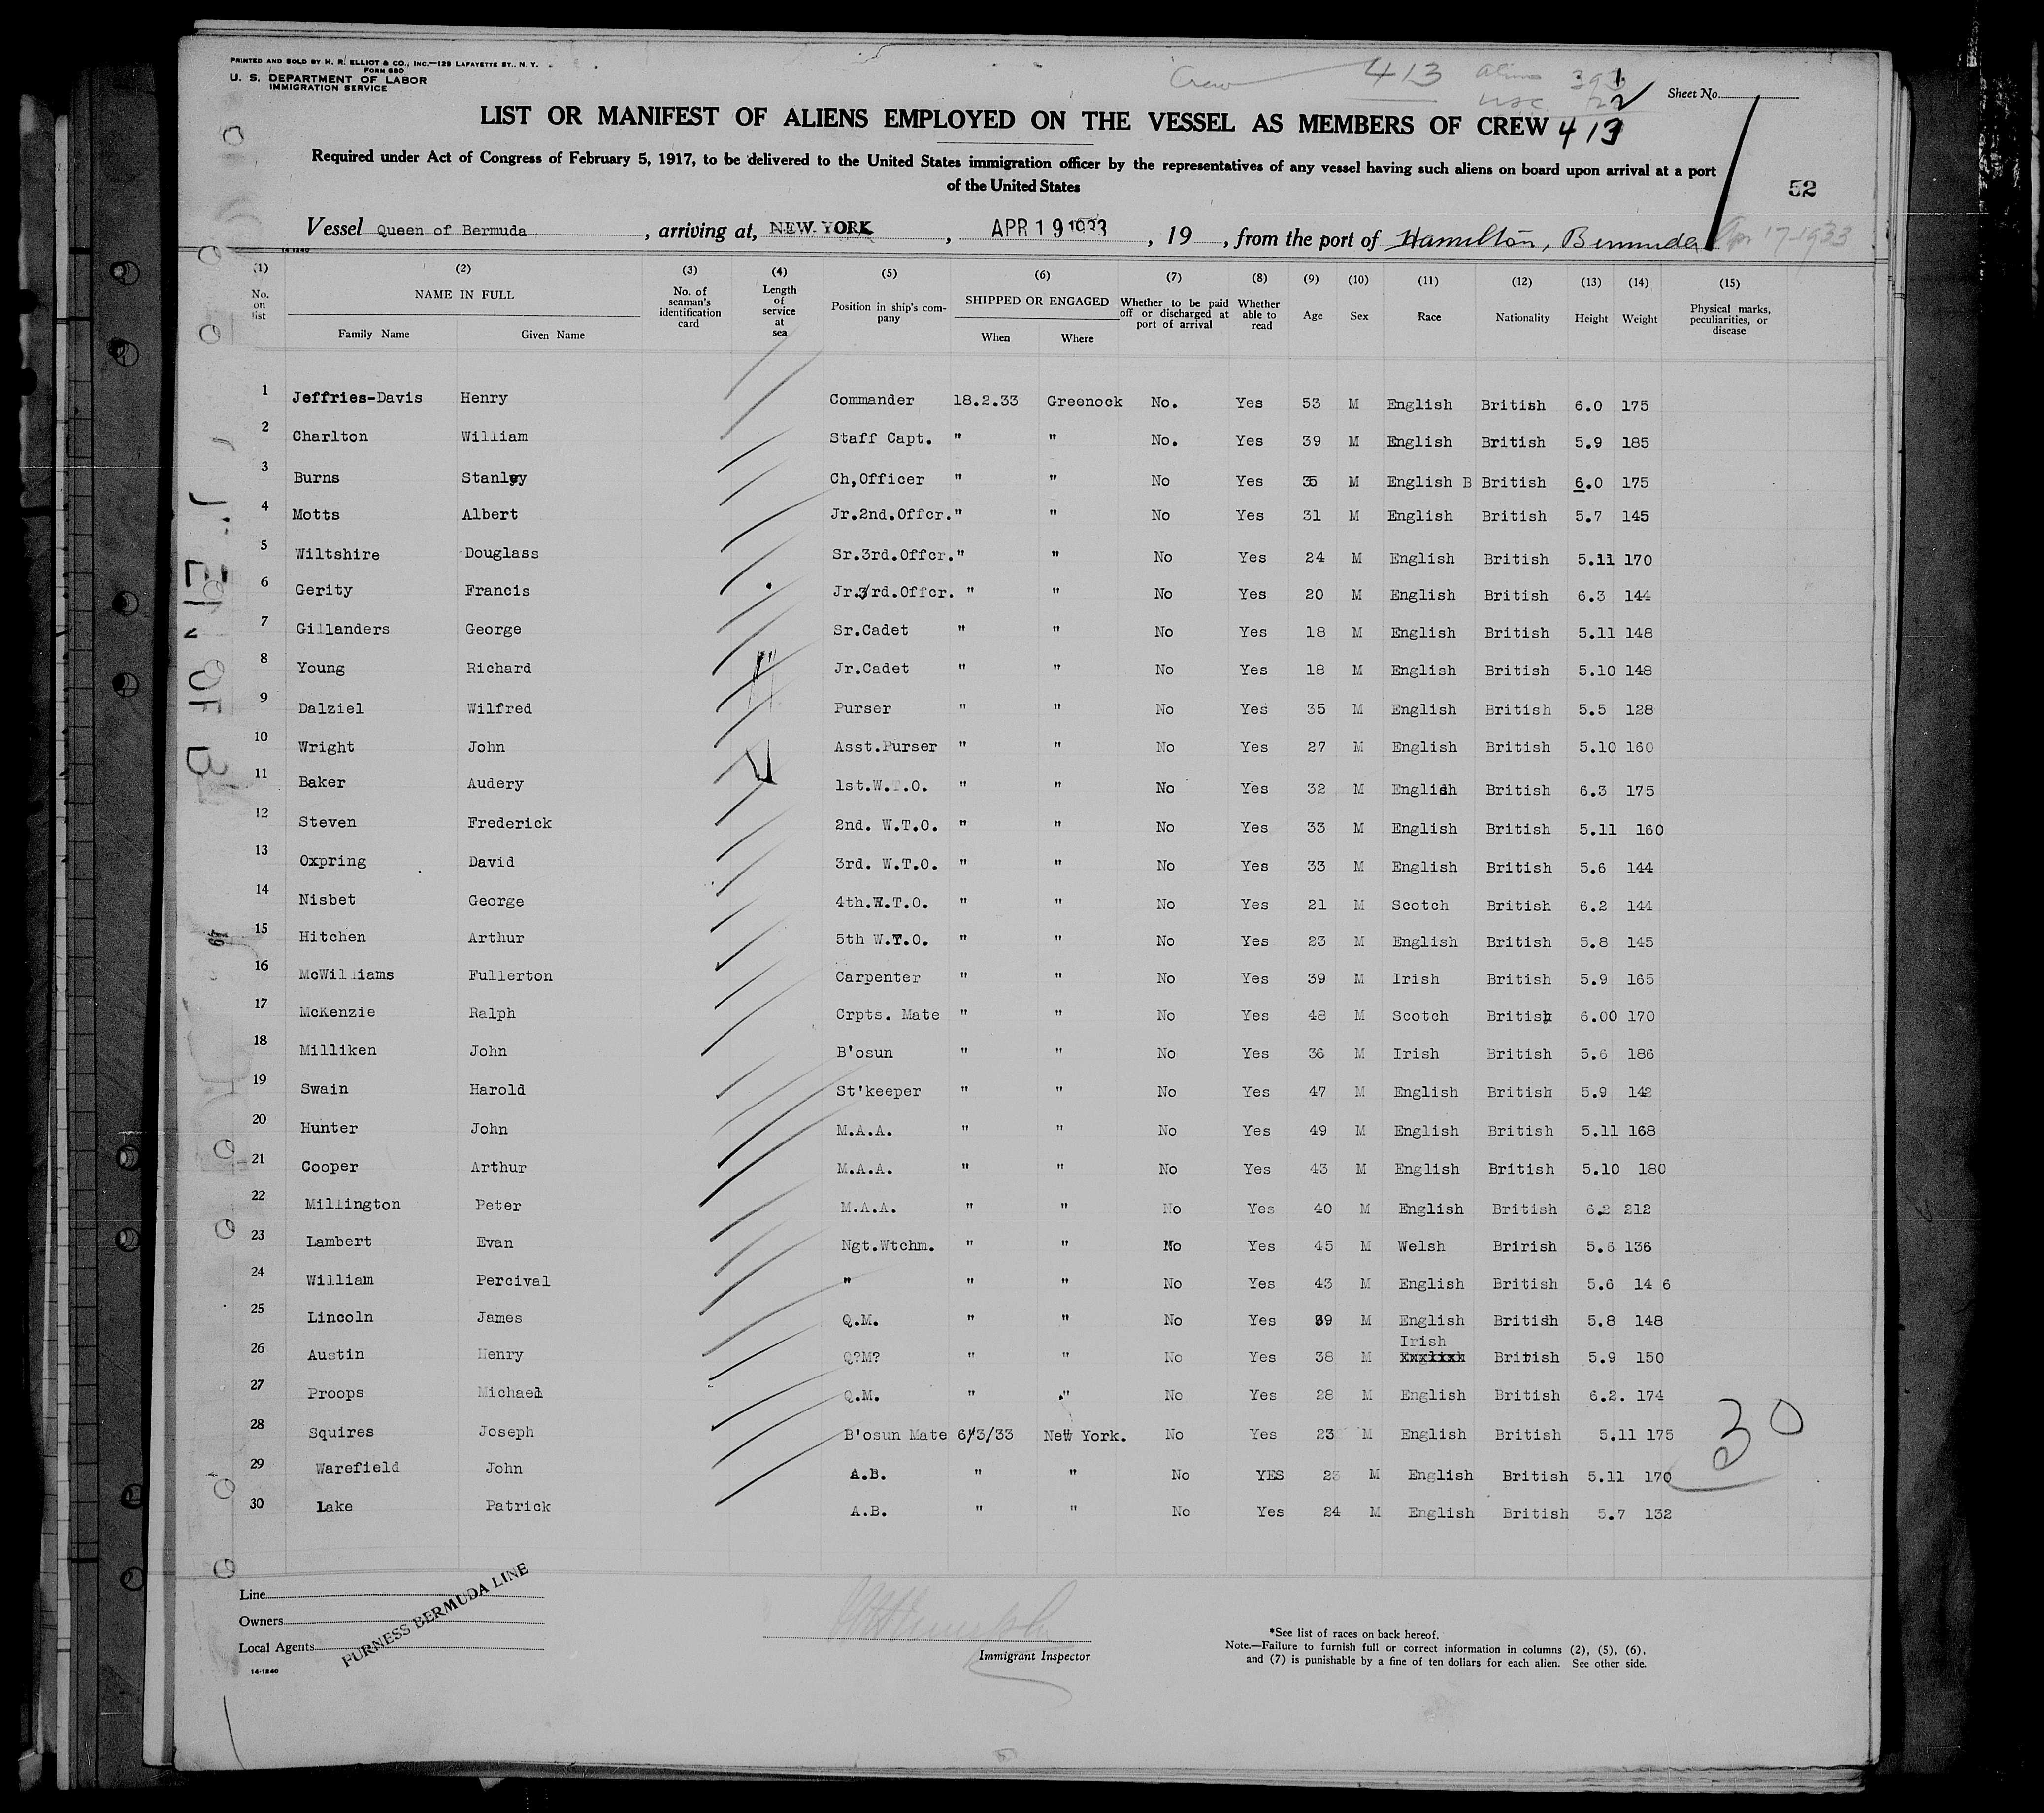 PRINTED AND SOLD BY H. R. ELLIOT & CO., INC.—129 LAFAYETTE ST., N. Y.
FORM 680
U. S. DEPARTMENT OF LABOR
IMMIGRATION SERVICE
Crew 413
Sheet No. 1
LIST OR MANIFEST OF ALIENS EMPLOYED ON THE VESSEL AS MEMBERS OF CREW 413
Required under Act of Congress of February 5, 1917, to be delivered to the United States immigration officer by the representatives of any vessel having such aliens on board upon arrival at a port
of the United States
52
Vessel Queen of Bermuda, arriving at, NEW YORK, APR 19 1933, 19 , from the port of Hamilton, Bermuda Apr 17-1933
14-1240
(1) (2) (3) (4) (5) (6) (7) (8) (9) (10) (11) (12) (13) (14) (15)
No. on list NAME IN FULL Family Name Given Name No. of seaman's identification card Length of service at sea Position in ship's company SHIPPED OR ENGAGED When Where Whether to be paid off or discharged at port of arrival Whether able to read Age Sex Race Nationality Height Weight Physical marks, peculiarities, or disease
1 Jeffries-Davis Henry Commander 18.2.33 Greenock No. Yes 53 M English British 6.0 175
2 Charlton William Staff Capt. " " No. Yes 39 M English British 5.9 185
3 Burns Stanley Ch,Officer " " No Yes 35 M English B British 6.0 175
4 Motts Albert Jr.2nd.Offcr. " " No Yes 31 M English British 5.7 145
5 Wiltshire Douglass Sr.3rd.Offcr. " " No Yes 24 M English British 5.11 170
6 Gerity Francis Jr.3/rd.Offcr. " " No Yes 20 M English British 6.3 144
7 Gillanders George Sr.Cadet " " No Yes 18 M English British 5.11 148
8 Young Richard Jr.Cadet " " No Yes 18 M English British 5.10 148
9 Dalziel Wilfred Purser " " No Yes 35 M English British 5.5 128
10 Wright John Asst.Purser " " No Yes 27 M English British 5.10 160
11 Baker Audery 1st.W.T.O. " " No Yes 32 M English British 6.3 175
12 Steven Frederick 2nd. W.T.O. " " No Yes 33 M English British 5.11 160
13 Oxpring David 3rd. W.T.O. " " No Yes 33 M English British 5.6 144
14 Nisbet George 4th.W.T.O. " " No Yes 21 M Scotch British 6.2 144
15 Hitchen Arthur 5th W.T.O. " " No Yes 23 M English British 5.8 145
16 McWilliams Fullerton Carpenter " " No Yes 39 M Irish British 5.9 165
17 McKenzie Ralph Crpts. Mate " " No Yes 48 M Scotch British 6.00 170
18 Milliken John B'osun " " No Yes 36 M Irish British 5.6 186
19 Swain Harold St'keeper " " No Yes 47 M English British 5.9 142
20 Hunter John M.A.A. " " No Yes 49 M English British 5.11 168
21 Cooper Arthur M.A.A. " " No Yes 43 M English British 5.10 180
22 Millington Peter M.A.A. " " No Yes 40 M English British 6.2 212
23 Lambert Evan Ngt.Wtchm. " " No Yes 45 M Welsh Brirish 5.6 136
24 William Percival " " " No Yes 43 M English British 5.6 14 6
25 Lincoln James Q.M. " " No Yes 39 M English British 5.8 148
26 Austin Henry Q?M? " " No Yes 38 M Irish British 5.9 150
27 Proops Michael Q.M. " " No Yes 28 M English British 6.2. 174
28 Squires Joseph B'osun Mate 6/3/33 New York. No Yes 23 M English British 5.11 175
29 Warefield John A.B. " " No YES 23 M English British 5.11 170
30 Lake Patrick A.B. " " No Yes 24 M English British 5.7 132
30
Line
Owners
Local Agents
FURNESS BERMUDA LINE
14-1240
Immigrant Inspector
*See list of races on back hereof.
Note.—Failure to furnish full or correct information in columns (2), (5), (6),
and (7) is punishable by a fine of ten dollars for each alien. See other side.